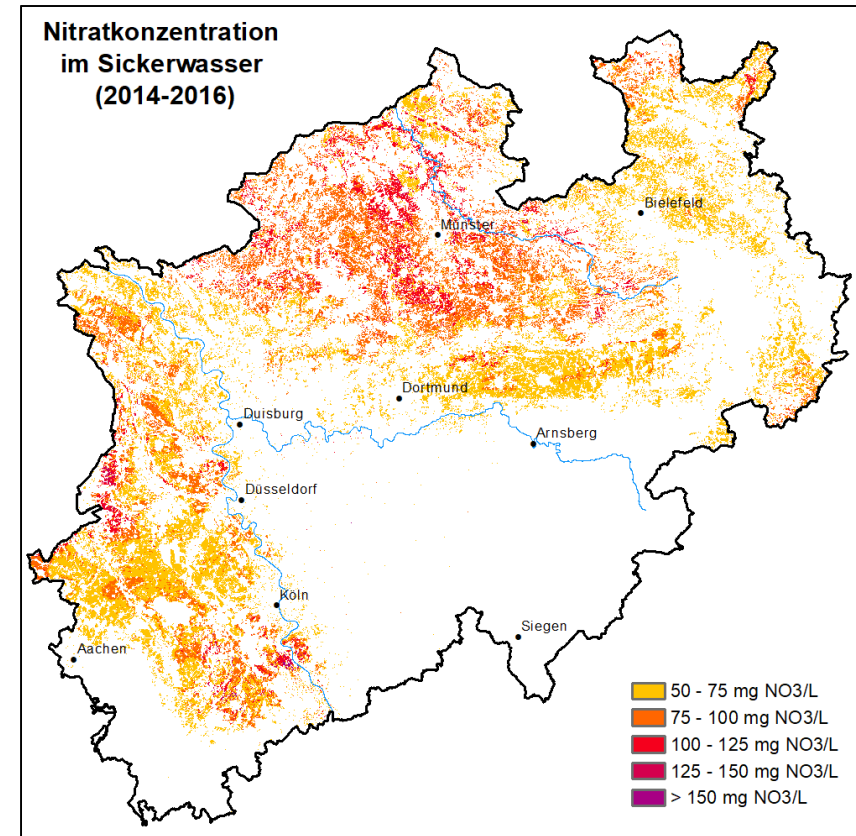 Nitratkonzentration
im Sickerwasser
(2014-2016)
Bielefeld
Münster
Dortmund
Duisburg
Arnsberg
Düsseldorf
Köln
Siegen
Aachen
50 - 75 mg NO3/L
75 - 100 mg NO3/L
100 - 125 mg NO3/L
125 - 150 mg NO3/L
> 150 mg NO3/L